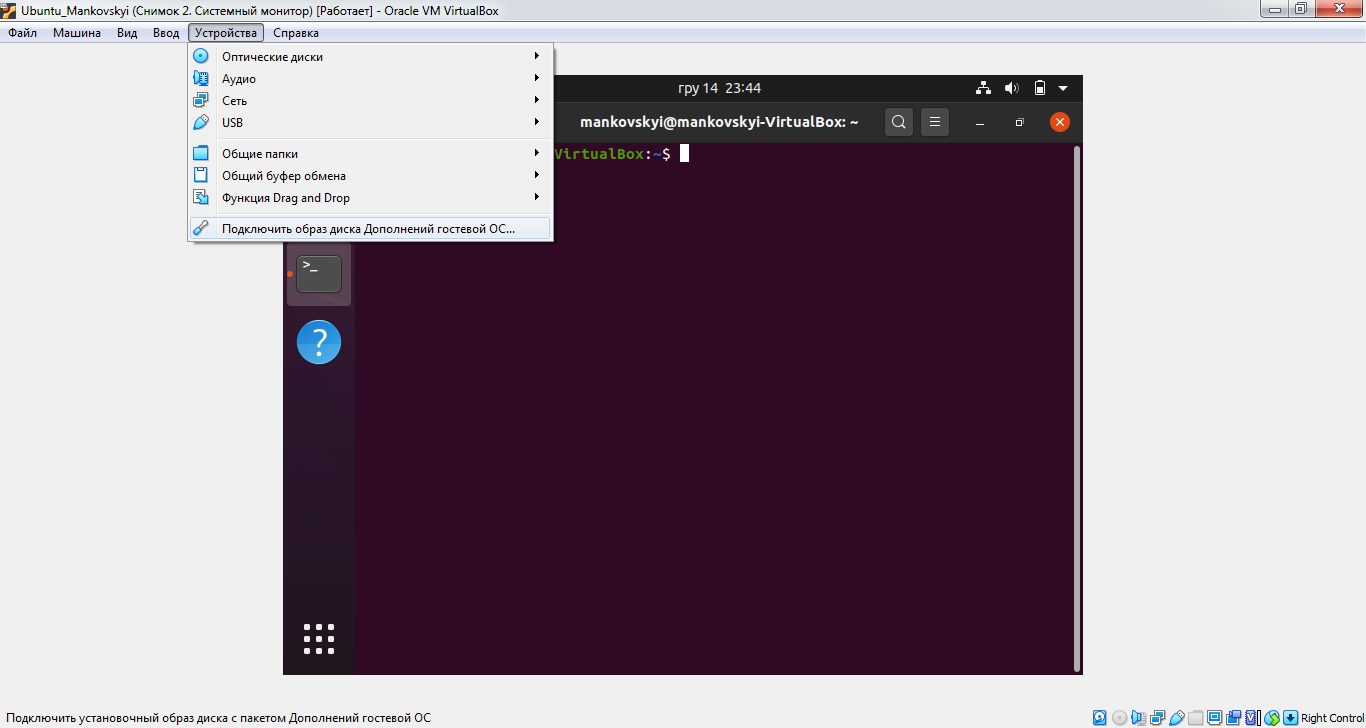 Ubuntu_Mankovskyi (Снимок 2. Системный монитор) [Работает] - Oracle VM VirtualBox
Файл Машина Вид Ввод Устройства Справка
Оптические диски
Аудио
Сеть
USB
Общие папки
Общий буфер обмена
Функция Drag and Drop
Подключить образ диска Дополнений гостевой ОС...
гру 14 23:44
mankovskyi@mankovskyi-VirtualBox: ~
VirtualBox:~$
>_
?
Подключить установочный образ диска с пакетом Дополнений гостевой ОС
Right Control